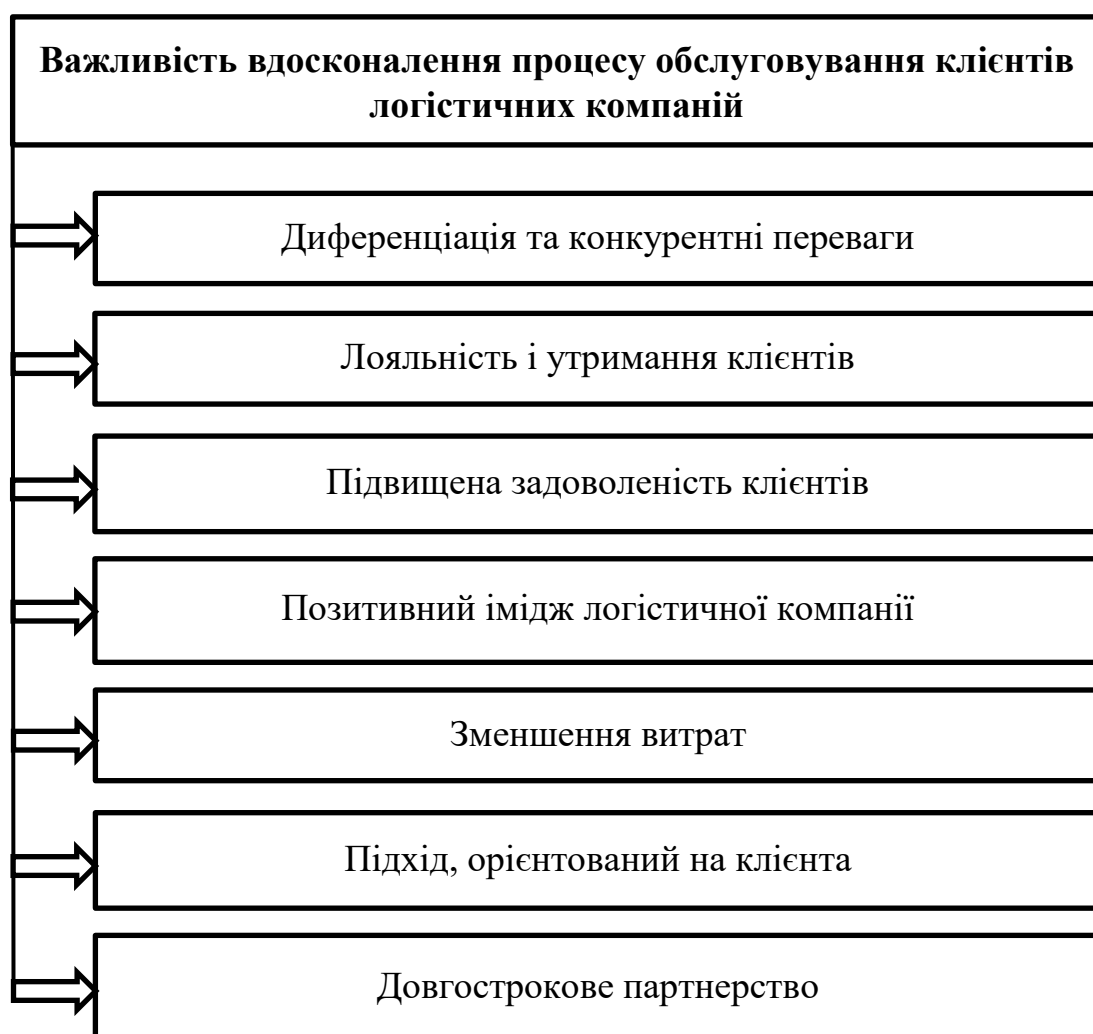 Важливість вдосконалення процесу обслуговування клієнтів
логістичних компаній
Диференціація та конкурентні переваги
Лояльність і утримання клієнтів
Підвищена задоволеність клієнтів
Позитивний імідж логістичної компанії
Зменшення витрат
Підхід, орієнтований на клієнта
Довгострокове партнерство